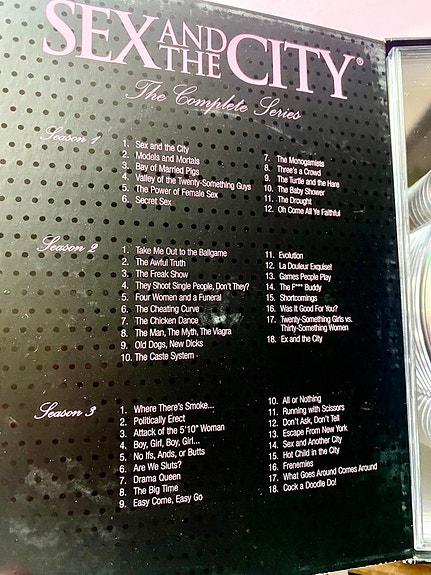 SEX AND THE CITY®
The Complete Series
Season 1
1. Sex and the City
2. Models and Mortals
3. Bay of Married Pigs
4. Valley of the Twenty-Something Guys
5. The Power of Female Sex
6. Secret Sex
7. The Monogamists
8. Three's a Crowd
9. The Turtle and the Hare
10. The Baby Shower
11. The Drought
12. Oh Come All Ye Faithful
Season 2
1. Take Me Out to the Ballgame
2. The Awful Truth
3. The Freak Show
4. They Shoot Single People, Don't They?
5. Four Women and a Funeral
6. The Cheating Curve
7. The Chicken Dance
8. The Man, The Myth, The Viagra
9. Old Dogs, New Dicks
10. The Caste System
11. Evolution
12. La Douleur Exquise!
13. Games People Play
14. The F*** Buddy
15. Shortcomings
16. Was it Good For You?
17. Twenty-Something Girls vs.
Thirty-Something Women
18. Ex and the City
Season 3
1. Where There's Smoke...
2. Politically Erect
3. Attack of the 5'10" Woman
4. Boy, Girl, Boy, Girl...
5. No Ifs, Ands, or Butts
6. Are We Sluts?
7. Drama Queen
8. The Big Time
9. Easy Come, Easy Go
10. All or Nothing
11. Running with Scissors
12. Don't Ask, Don't Tell
13. Escape From New York
14. Sex and Another City
15. Hot Child in the City
16. Frenemies
17. What Goes Around Comes Around
18. Cock a Doodle Do!